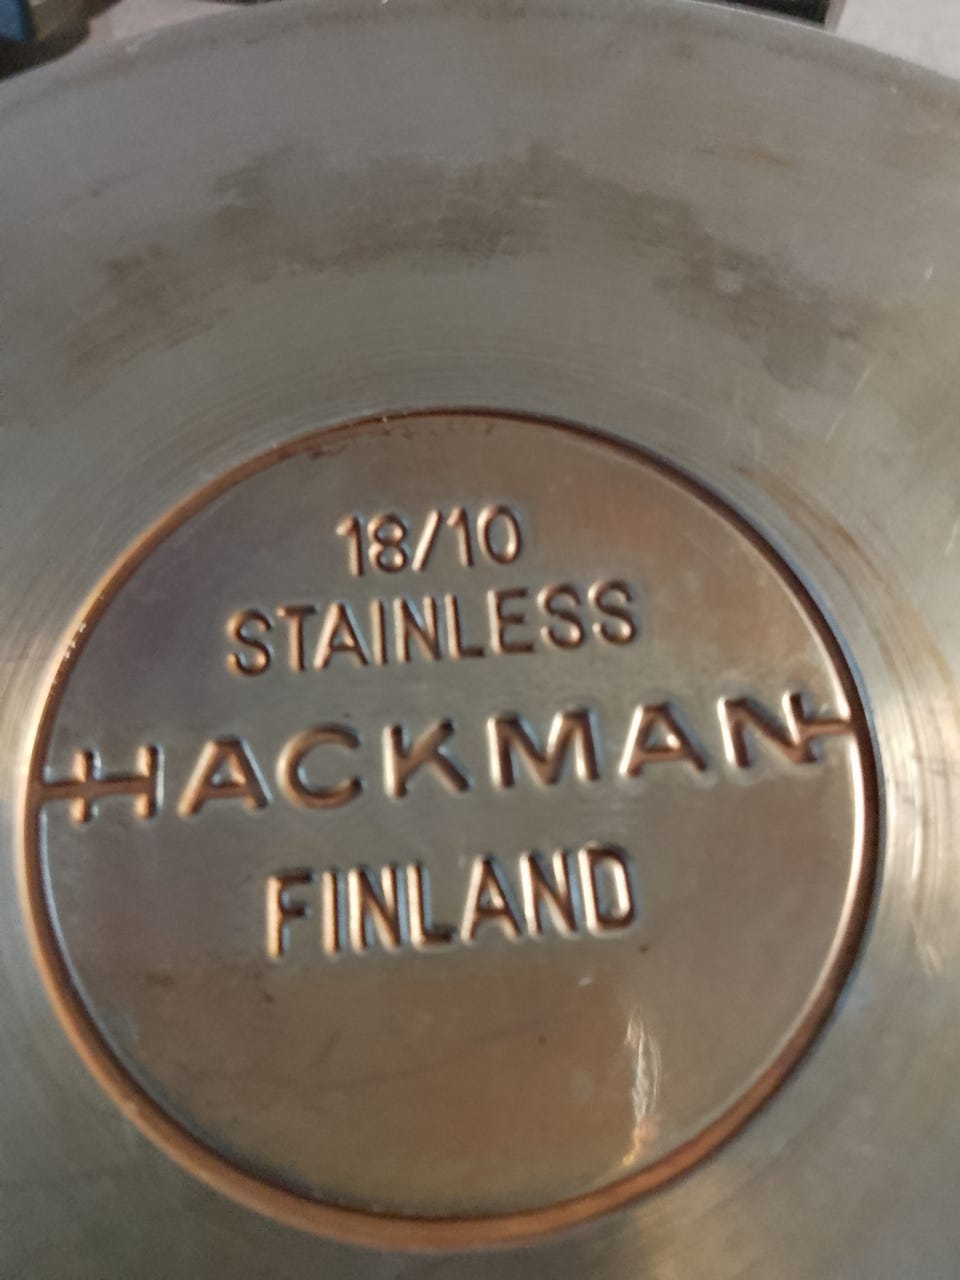 18/10
STAINLESS
HACKMAN
FINLAND